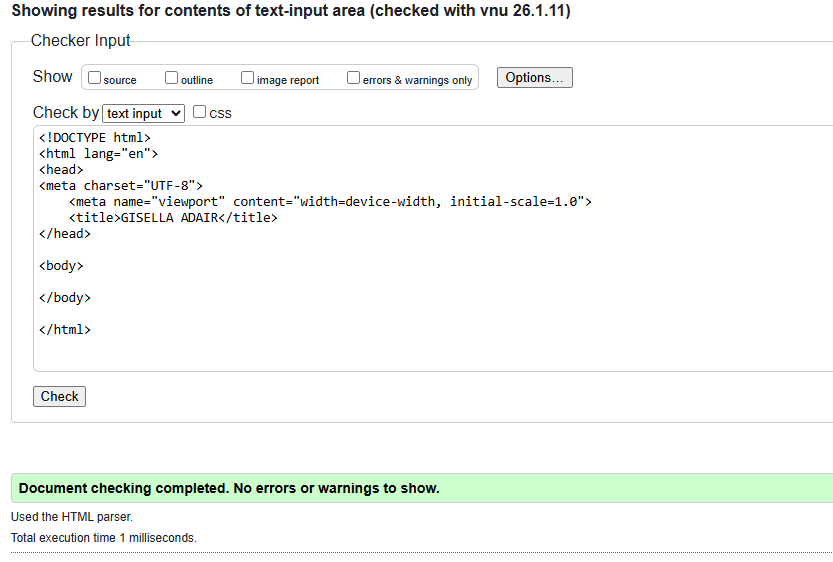 Showing results for contents of text-input area (checked with vnu 26.1.11)
Checker Input
Show source outline image report errors & warnings only Options...
Check by text input css
<!DOCTYPE html>
<html lang="en">
<head>
<meta charset="UTF-8">
    <meta name="viewport" content="width=device-width, initial-scale=1.0">
    <title>GISELLA ADAIR</title>
</head>
<body>
</body>
</html>
Check
Document checking completed. No errors or warnings to show.
Used the HTML parser.
Total execution time 1 milliseconds.